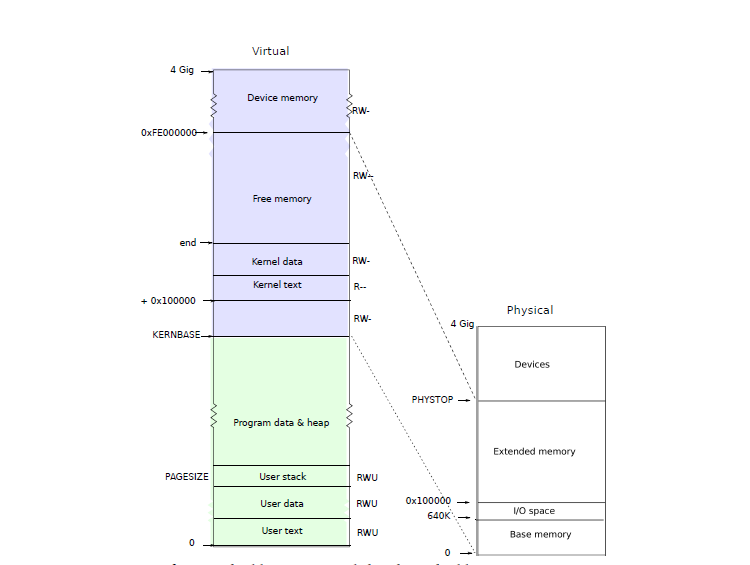 Virtual
4 Gig
Device memory
RW-
0xFE000000
RW--
Free memory
end
Kernel data
RW-
Kernel text
R--
+ 0x100000
RW-
KERNBASE
Program data & heap
PAGESIZE
User stack
RWU
User data
RWU
User text
RWU
0
Physical
4 Gig
Devices
PHYSTOP
Extended memory
0x100000
I/O space
640K
Base memory
0